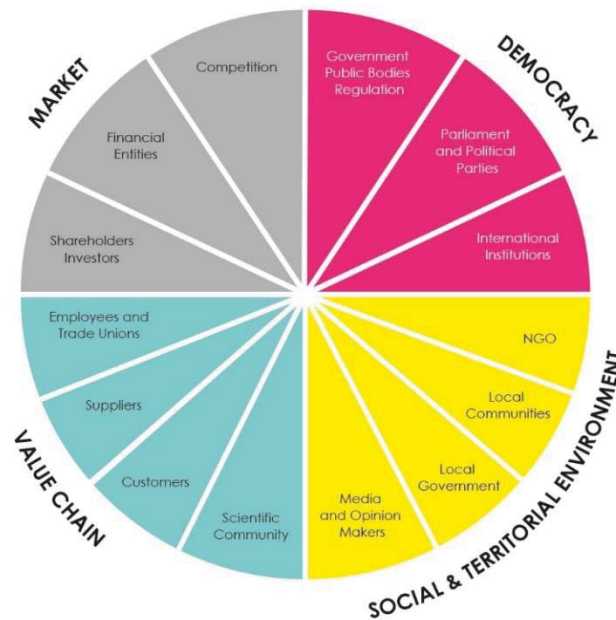 MARKET
Competition
Financial
Entities
Shareholders
Investors
DEMOCRACY
Government
Public Bodies
Regulation
Parliament
and Political
Parties
International
Institutions
VALUE CHAIN
Employees and
Trade Unions
Suppliers
Customers
Scientific
Community
SOCIAL & TERRITORIAL ENVIRONMENT
NGO
Local
Communities
Local
Government
Media
and Opinion
Makers